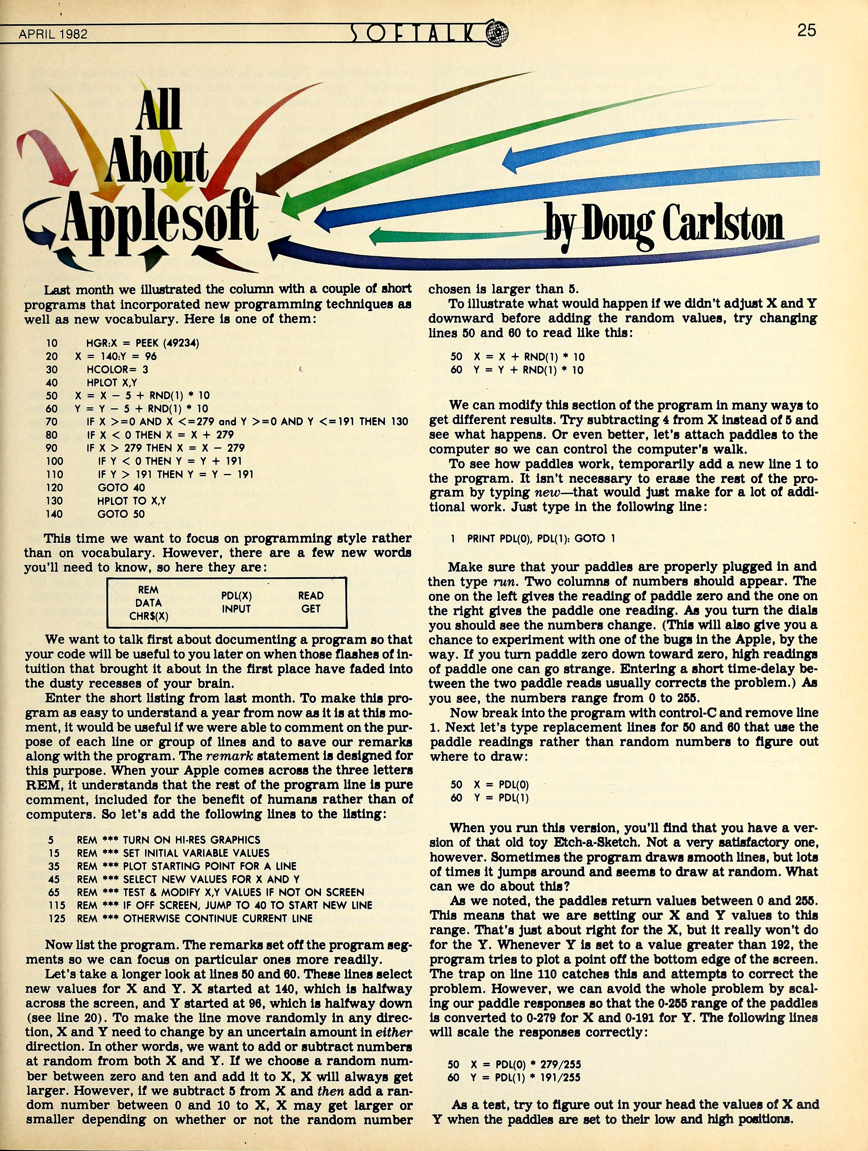 APRIL 1982
SOFTALK
25
All
About
Applesoft
by Doug Carlston
Last month we illustrated the column with a couple of short
programs that incorporated new programming techniques as
well as new vocabulary. Here is one of them:
10 HGR:X = PEEK (49234)
20 X = 140:Y = 96
30 HCOLOR= 3
40 HPLOT X,Y
50 X = X – 5 + RND(1) * 10
60 Y = Y – 5 + RND(1) * 10
70 IF X >=0 AND X <=279 and Y >=0 AND Y <=191 THEN 130
80 IF X < 0 THEN X = X + 279
90 IF X > 279 THEN X = X – 279
100 IF Y < 0 THEN Y = Y + 191
110 IF Y > 191 THEN Y = Y – 191
120 GOTO 40
130 HPLOT TO X,Y
140 GOTO 50
This time we want to focus on programming style rather
than on vocabulary. However, there are a few new words
you'll need to know, so here they are:
REM
DATA
CHR$(X)
PDL(X)
INPUT
READ
GET
We want to talk first about documenting a program so that
your code will be useful to you later on when those flashes of in-
tuition that brought it about in the first place have faded into
the dusty recesses of your brain.
Enter the short listing from last month. To make this pro-
gram as easy to understand a year from now as it is at this mo-
ment, it would be useful if we were able to comment on the pur-
pose of each line or group of lines and to save our remarks
along with the program. The remark statement is designed for
this purpose. When your Apple comes across the three letters
REM, it understands that the rest of the program line is pure
comment, included for the benefit of humans rather than of
computers. So let's add the following lines to the listing:
5 REM *** TURN ON HI-RES GRAPHICS
15 REM *** SET INITIAL VARIABLE VALUES
35 REM *** PLOT STARTING POINT FOR A LINE
45 REM *** SELECT NEW VALUES FOR X AND Y
65 REM *** TEST & MODIFY X,Y VALUES IF NOT ON SCREEN
115 REM *** IF OFF SCREEN, JUMP TO 40 TO START NEW LINE
125 REM *** OTHERWISE CONTINUE CURRENT LINE
Now list the program. The remarks set off the program seg-
ments so we can focus on particular ones more readily.
Let's take a longer look at lines 50 and 60. These lines select
new values for X and Y. X started at 140, which is halfway
across the screen, and Y started at 96, which is halfway down
(see line 20). To make the line move randomly in any direc-
tion, X and Y need to change by an uncertain amount in either
direction. In other words, we want to add or subtract numbers
at random from both X and Y. If we choose a random num-
ber between zero and ten and add it to X, X will always get
larger. However, if we subtract 5 from X and then add a ran-
dom number between 0 and 10 to X, X may get larger or
smaller depending on whether or not the random number
chosen is larger than 5.
To illustrate what would happen if we didn't adjust X and Y
downward before adding the random values, try changing
lines 50 and 60 to read like this:
50 X = X + RND(1) * 10
60 Y = Y + RND(1) * 10
We can modify this section of the program in many ways to
get different results. Try subtracting 4 from X instead of 5 and
see what happens. Or even better, let's attach paddles to the
computer so we can control the computer's walk.
To see how paddles work, temporarily add a new line 1 to
the program. It isn't necessary to erase the rest of the pro-
gram by typing new—that would just make for a lot of addi-
tional work. Just type in the following line:
1 PRINT PDL(0), PDL(1): GOTO 1
Make sure that your paddles are properly plugged in and
then type run. Two columns of numbers should appear. The
one on the left gives the reading of paddle zero and the one on
the right gives the paddle one reading. As you turn the dials
you should see the numbers change. (This will also give you a
chance to experiment with one of the bugs in the Apple, by the
way. If you turn paddle zero down toward zero, high readings
of paddle one can go strange. Entering a short time-delay be-
tween the two paddle reads usually corrects the problem.) As
you see, the numbers range from 0 to 255.
Now break into the program with control-C and remove line
1. Next let's type replacement lines for 50 and 60 that use the
paddle readings rather than random numbers to figure out
where to draw:
50 X = PDL(0)
60 Y = PDL(1)
When you run this version, you'll find that you have a ver-
sion of that old toy Etch-a-Sketch. Not a very satisfactory one,
however. Sometimes the program draws smooth lines, but lots
of times it jumps around and seems to draw at random. What
can we do about this?
As we noted, the paddles return values between 0 and 255.
This means that we are setting our X and Y values to this
range. That's just about right for the X, but it really won't do
for the Y. Whenever Y is set to a value greater than 192, the
program tries to plot a point off the bottom edge of the screen.
The trap on line 110 catches this and attempts to correct the
problem. However, we can avoid the whole problem by scal-
ing our paddle responses so that the 0-255 range of the paddles
is converted to 0-279 for X and 0-191 for Y. The following lines
will scale the responses correctly:
50 X = PDL(0) * 279/255
60 Y = PDL(1) * 191/255
As a test, try to figure out in your head the values of X and
Y when the paddles are set to their low and high positions.